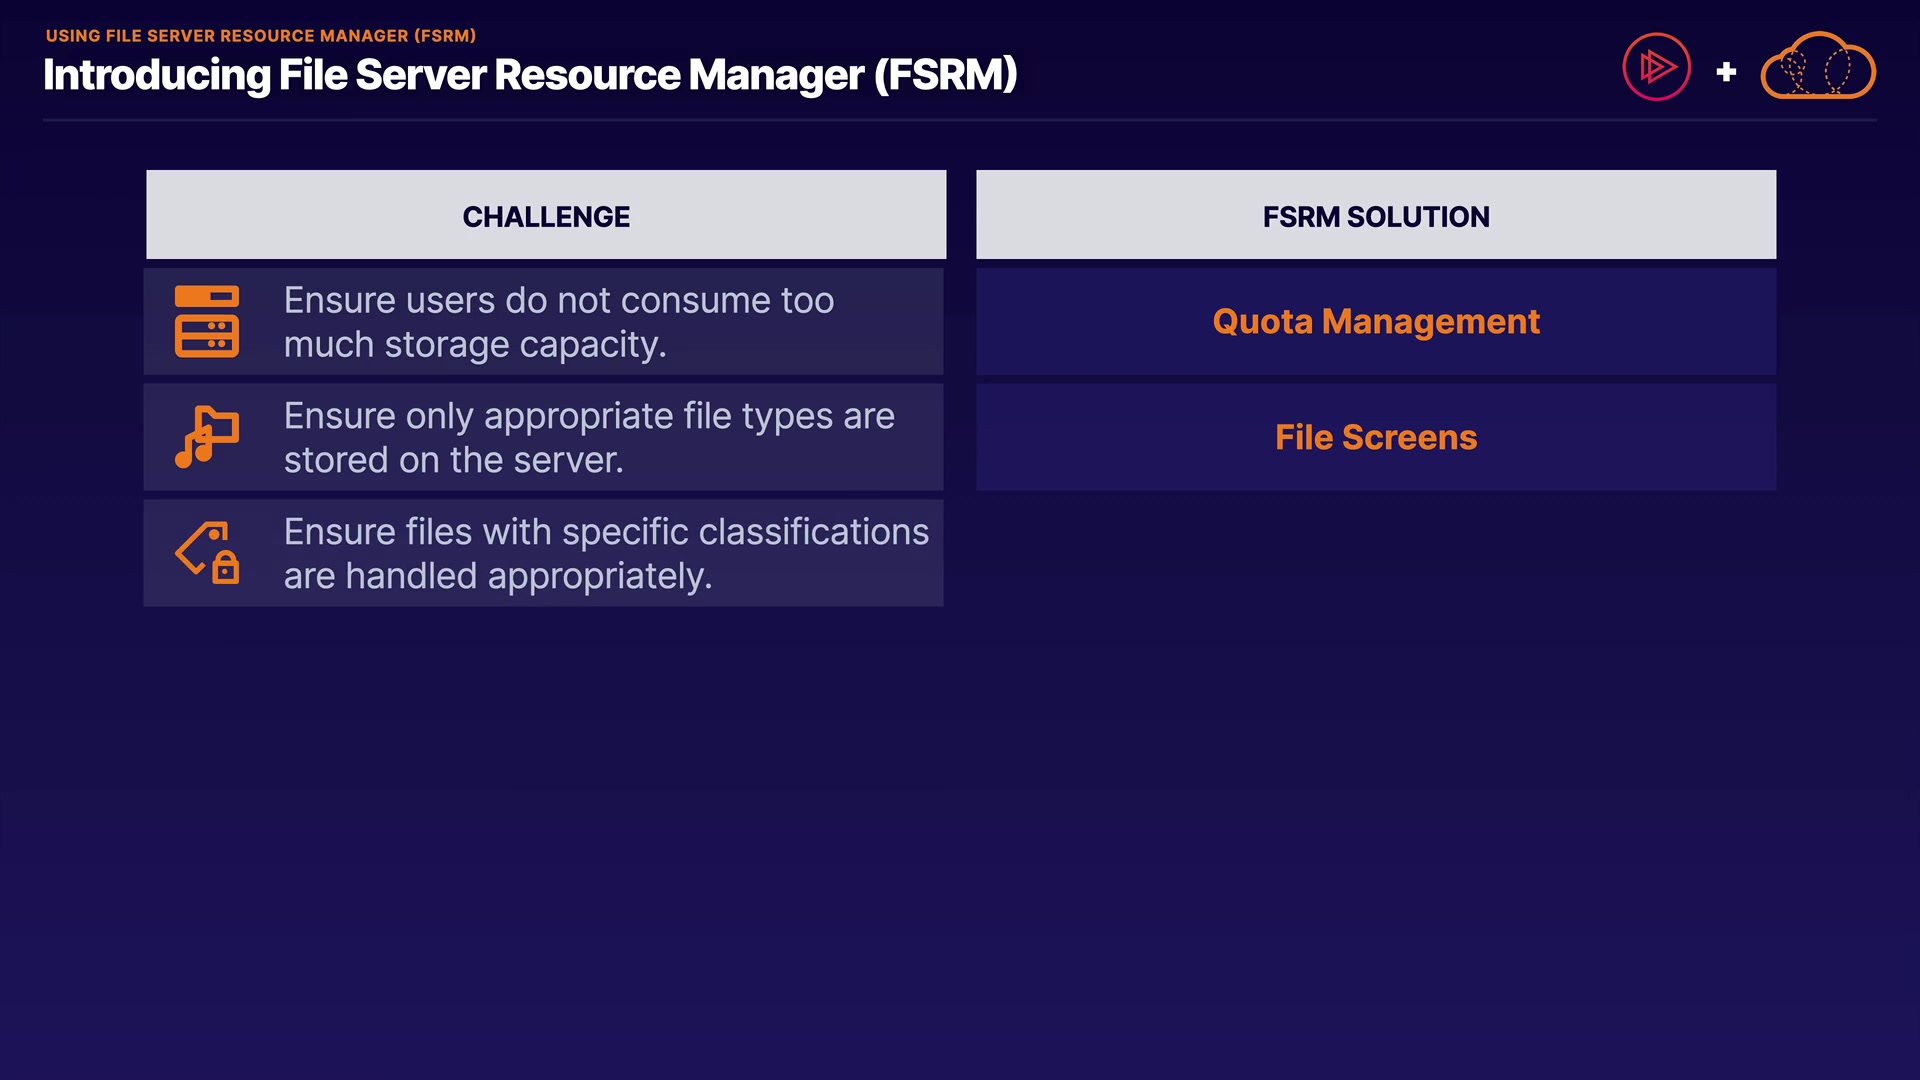 USING FILE SERVER RESOURCE MANAGER (FSRM)
Introducing File Server Resource Manager (FSRM)
+
CHALLENGE
FSRM SOLUTION
Ensure users do not consume too
much storage capacity.
Quota Management
Ensure only appropriate file types are
stored on the server.
File Screens
Ensure files with specific classifications
are handled appropriately.